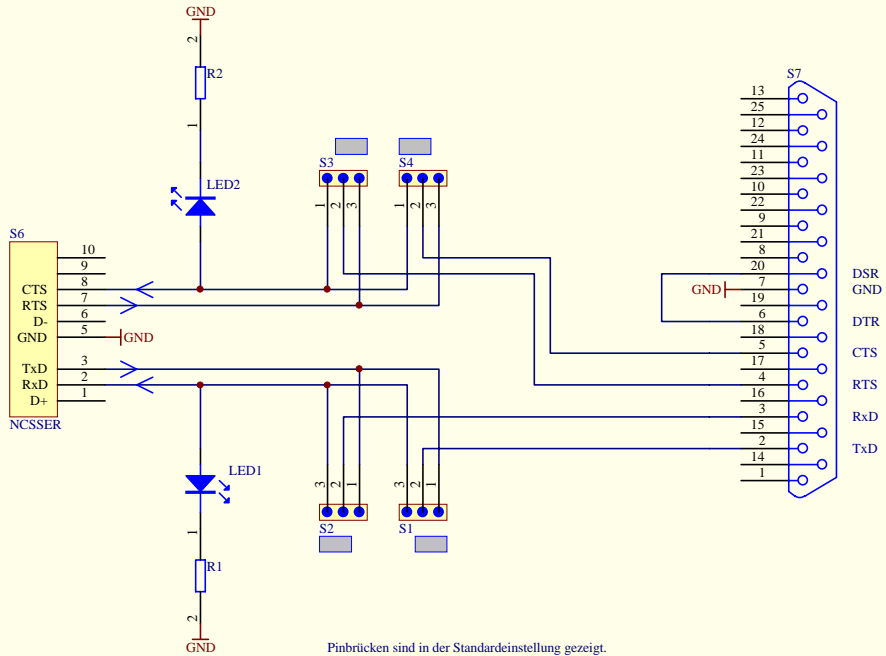 GND
2
R2
1
LED2
S3
S4
1
2
3
1
2
3
S7
13
25
12
24
11
23
10
22
9
21
8
20 DSR
7 GND
GND
19
6 DTR
18
5 CTS
17
4 RTS
16
3 RxD
15
2 TxD
14
1
S6
10
9
CTS 8
RTS 7
D- 6
GND 5 GND
TxD 3
RxD 2
D+ 1
NCSSER
LED1
3
2
1
3
2
1
S2
S1
1
R1
2
GND
Pinbrücken sind in der Standardeinstellung gezeigt.